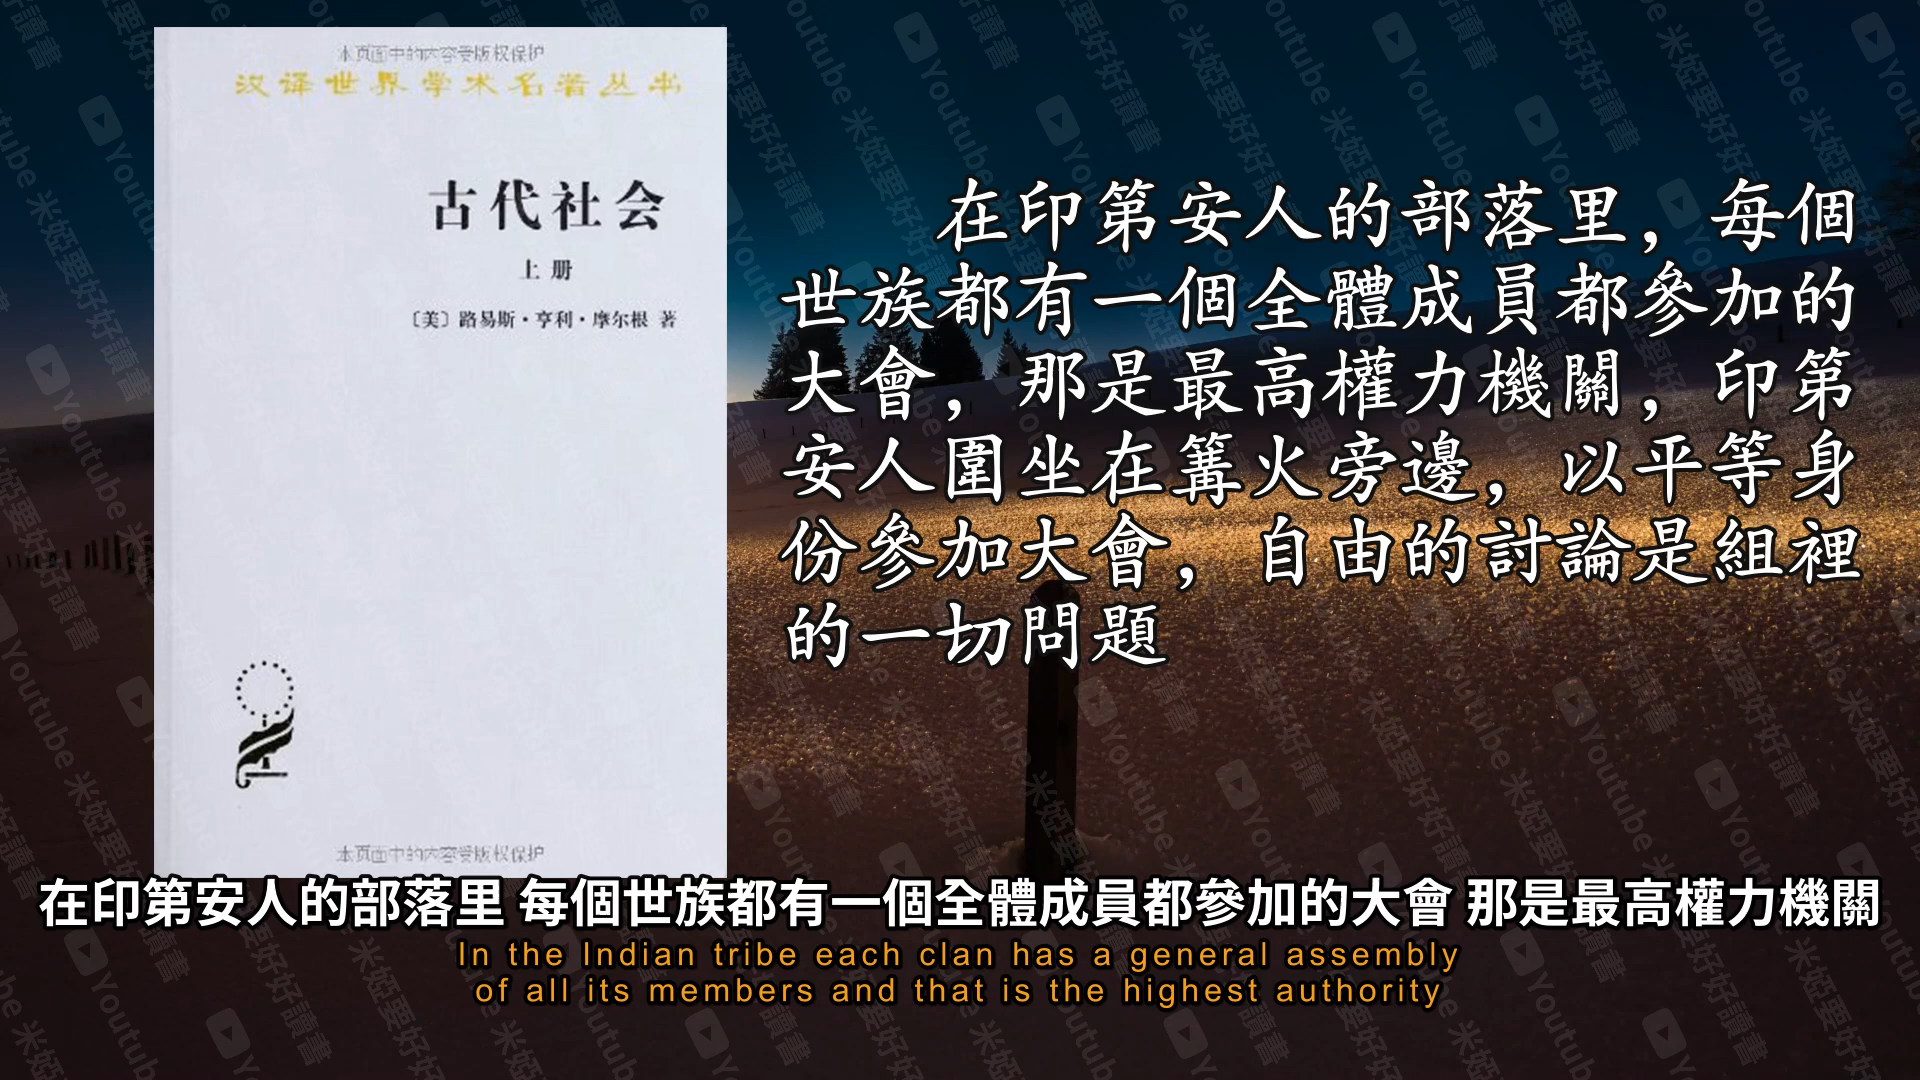 本页面中的内容受版权保护
汉译世界学术名著丛书
古代社会
上册
〔美〕路易斯·亨利·摩尔根 著
本页面中的内容受版权保护
在印第安人的部落里，每個
世族都有一個全體成員都參加的
大會，那是最高權力機關，印第
安人圍坐在篝火旁邊，以平等身
份參加大會，自由的討論是組裡
的一切問題
在印第安人的部落里 每個世族都有一個全體成員都參加的大會 那是最高權力機關
In the Indian tribe each clan has a general assembly
of all its members and that is the highest authority
Youtube 米婭要好好讀書